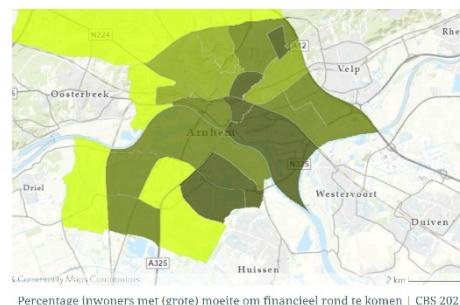 N224
A12
Rhe
Velp
Oosterbeek
Arnhem
N325
Driel
Westervoort
Duiven
A325
Huissen
& Community Maps Contributors
2 km
Percentage inwoners met (grote) moeite om financieel rond te komen | CBS 202